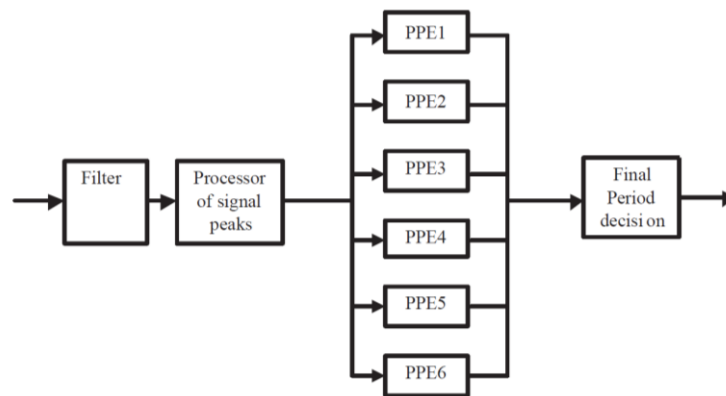 Filter
Processor
of signal
peaks
PPE1
PPE2
PPE3
PPE4
PPE5
PPE6
Final
Period
decisi on